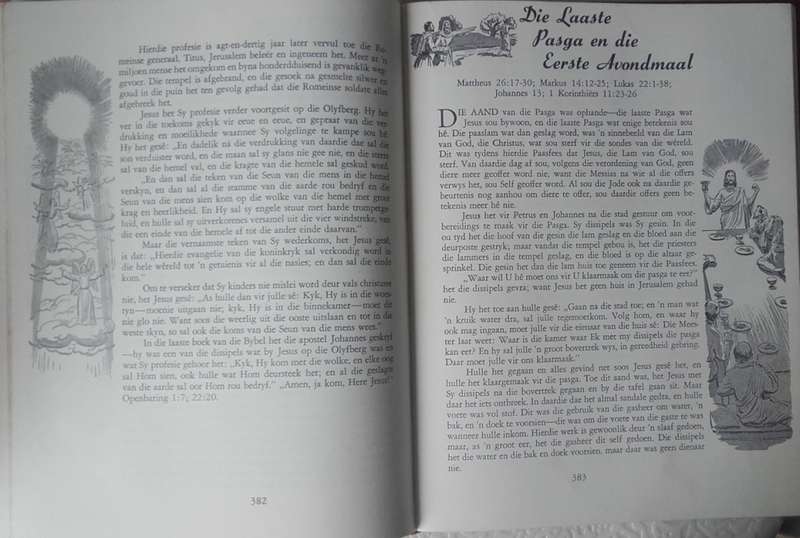 Hierdie profesie is agt-en-dertig jaar later vervul toe die Ro-
meinse generaal, Titus, Jerusalem beleër en ingeneem het. Meer as 'n
miljoen mense het omgekom en byna honderdduisend is gevanklik weg-
gevoer. Die tempel is afgebrand, en die gesoek na gesmelte silwer en
goud in die puin het ten gevolg gehad dat die Romeinse soldate alles
afgebreek het.
Jesus het Sy profesie verder voortgesit op die Olyfberg. Hy het
ver in die toekoms gekyk vir eeue en eeue, en gepraat van die ver-
drukking en moeilikhede waarmee Sy volgelinge te kampe sou hê.
Hy het gesê: „En dadelik na die verdrukking van daardie dae sal die
son verduister word, en die maan sal sy glans nie gee nie, en die sterre
sal van die hemel val, en die kragte van die hemele sal geskud word.
„En dan sal die teken van die Seun van die mens in die hemel
verskyn, en dan sal al die stamme van die aarde rou bedryf en die
Seun van die mens sien kom op die wolke van die hemel met groot
krag en heerlikheid. En Hy sal sy engele stuur met harde trompetge-
luid, en hulle sal sy uitverkorenes versamel uit die vier windstreke, van
die een einde van die hemele af tot die ander einde daarvan."
Maar die vernaamste teken van Sy wederkoms, het Jesus gesê,
is dat: „Hierdie evangelie van die koninkryk sal verkondig word in
die hele wêreld tot 'n getuienis vir al die nasies; en dan sal die einde
kom."
Om te verseker dat Sy kinders nie mislei word deur vals christusse
nie, het Jesus gesê: „As hulle dan vir julle sê: Kyk, Hy is in die woes-
tyn—moenie uitgaan nie; kyk, Hy is in die binnekamer—moet dit
nie glo nie. Want soos die weerlig uit die ooste uitslaan en tot in die
weste skyn, so sal ook die koms van die Seun van die mens wees."
In die laaste boek van die Bybel het die apostel Johannes geskryf
—hy was een van die dissipels wat by Jesus op die Olyfberg was en
wat Sy profesie gehoor het: „Kyk, Hy kom met die wolke, en elke oog
sal Hom sien, ook hulle wat Hom deursteek het; en al die geslagte
van die aarde sal oor Hom rou bedryf." „Amen, ja kom, Here Jesus!"
Openbaring 1:7; 22:20.
382
Die Laaste
Pasga en die
Eerste Avondmaal
Mattheus 26:17-30; Markus 14:12-25; Lukas 22:1-38;
Johannes 13; 1 Korinthiërs 11:23-26
DIE AAND van die Pasga was ophande—die laaste Pasga wat
Jesus sou bywoon, en die laaste Pasga wat enige betekenis sou
hê. Die paaslam wat dan geslag word, was 'n sinnebeeld van die Lam
van God, die Christus, wat sou sterf vir die sondes van die wêreld.
Dit was tydens hierdie Paasfees dat Jesus, die Lam van God, sou
sterf. Van daardie dag af sou, volgens die verordening van God, geen
diere meer geoffer word nie, want die Messias na wie al die offers
verwys het, sou Self geoffer word. Al sou die Jode ook na daardie ge-
beurtenis nog aanhou om diere te offer, sou daardie offers geen be-
tekenis meer hê nie.
Jesus het vir Petrus en Johannes na die stad gestuur om voor-
bereidings te maak vir die Pasga. Sy dissipels was Sy gesin. In die
ou tyd het die hoof van die gesin die lam geslag en die bloed aan die
deurposte gestryk; maar vandat die tempel gebou is, het die priesters
die lammers in die tempel geslag, en die bloed is op die altaar ge-
sprinkel. Die gesin het dan die lam huis toe geneem vir die Paasfees.
„Waar wil U hê moet ons vir U klaarmaak om die pasga te eet?"
het die dissipels gevra; want Jesus het geen huis in Jerusalem gehad
nie.
Hy het toe aan hulle gesê: „Gaan na die stad toe; en 'n man wat
'n kruik water dra, sal julle tegemoetkom. Volg hom, en waar hy
ook mag ingaan, moet julle vir die eienaar van die huis sê: Die Mees-
ter laat weet: Waar is die kamer waar Ek met my dissipels die pasga
kan eet? En hy sal julle 'n groot bovertrek wys, in gereedheid gebring.
Daar moet julle vir ons klaarmaak."
Hulle het gegaan en alles gevind net soos Jesus gesê het, en
hulle het klaargemaak vir die pasga. Toe dit aand was, het Jesus met
Sy dissipels na die bovertrek gegaan en by die tafel gaan sit. Maar
daar het iets ontbreek. In daardie dae het almal sandale gedra, en hulle
voete was vol stof. Dit was die gebruik van die gasheer om water, 'n
bak, en 'n doek te voorsien—dit was om die voete van die gaste te was
wanneer hulle inkom. Hierdie werk is gewoonlik deur 'n slaaf gedoen,
maar, as 'n groot eer, het die gasheer dit self gedoen. Die dissipels
het die water en die bak en doek voorsien, maar daar was geen dienaar
nie.
383